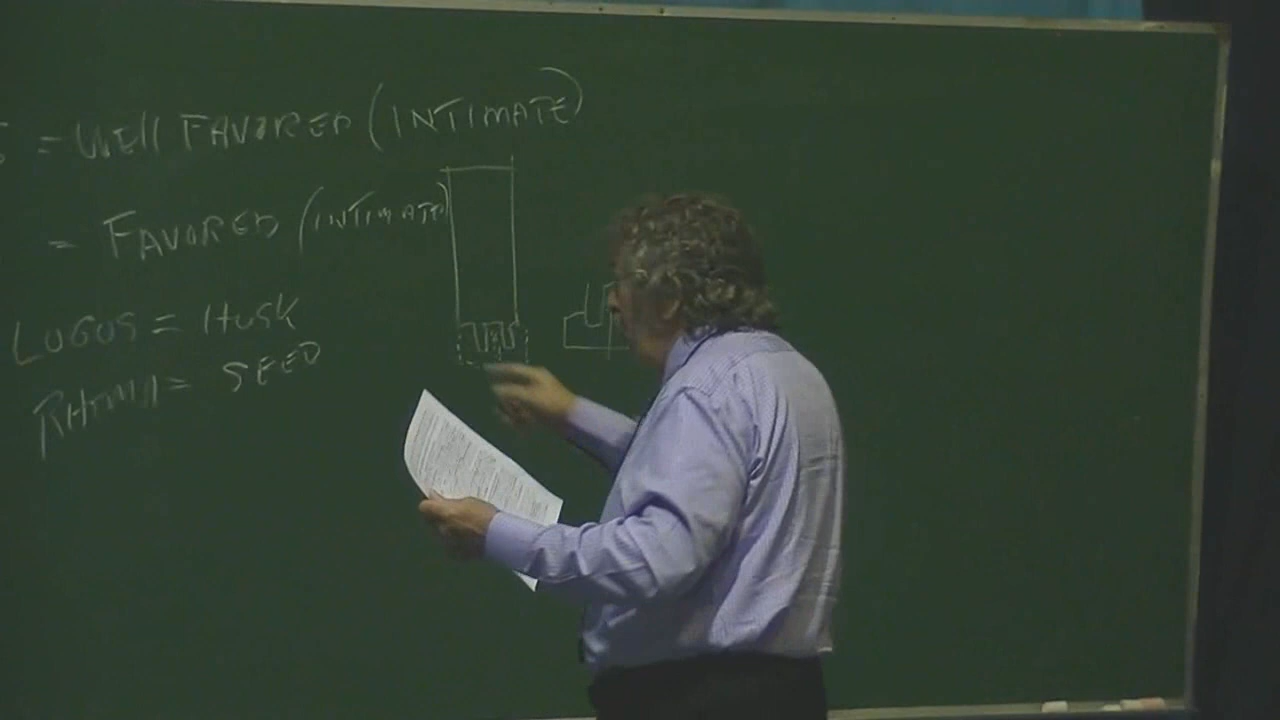 = WEll FAVORED (INTIMATE)
= FAVORED (INTIMATE)
LOGOS = HUSK
RHEMA = SEED